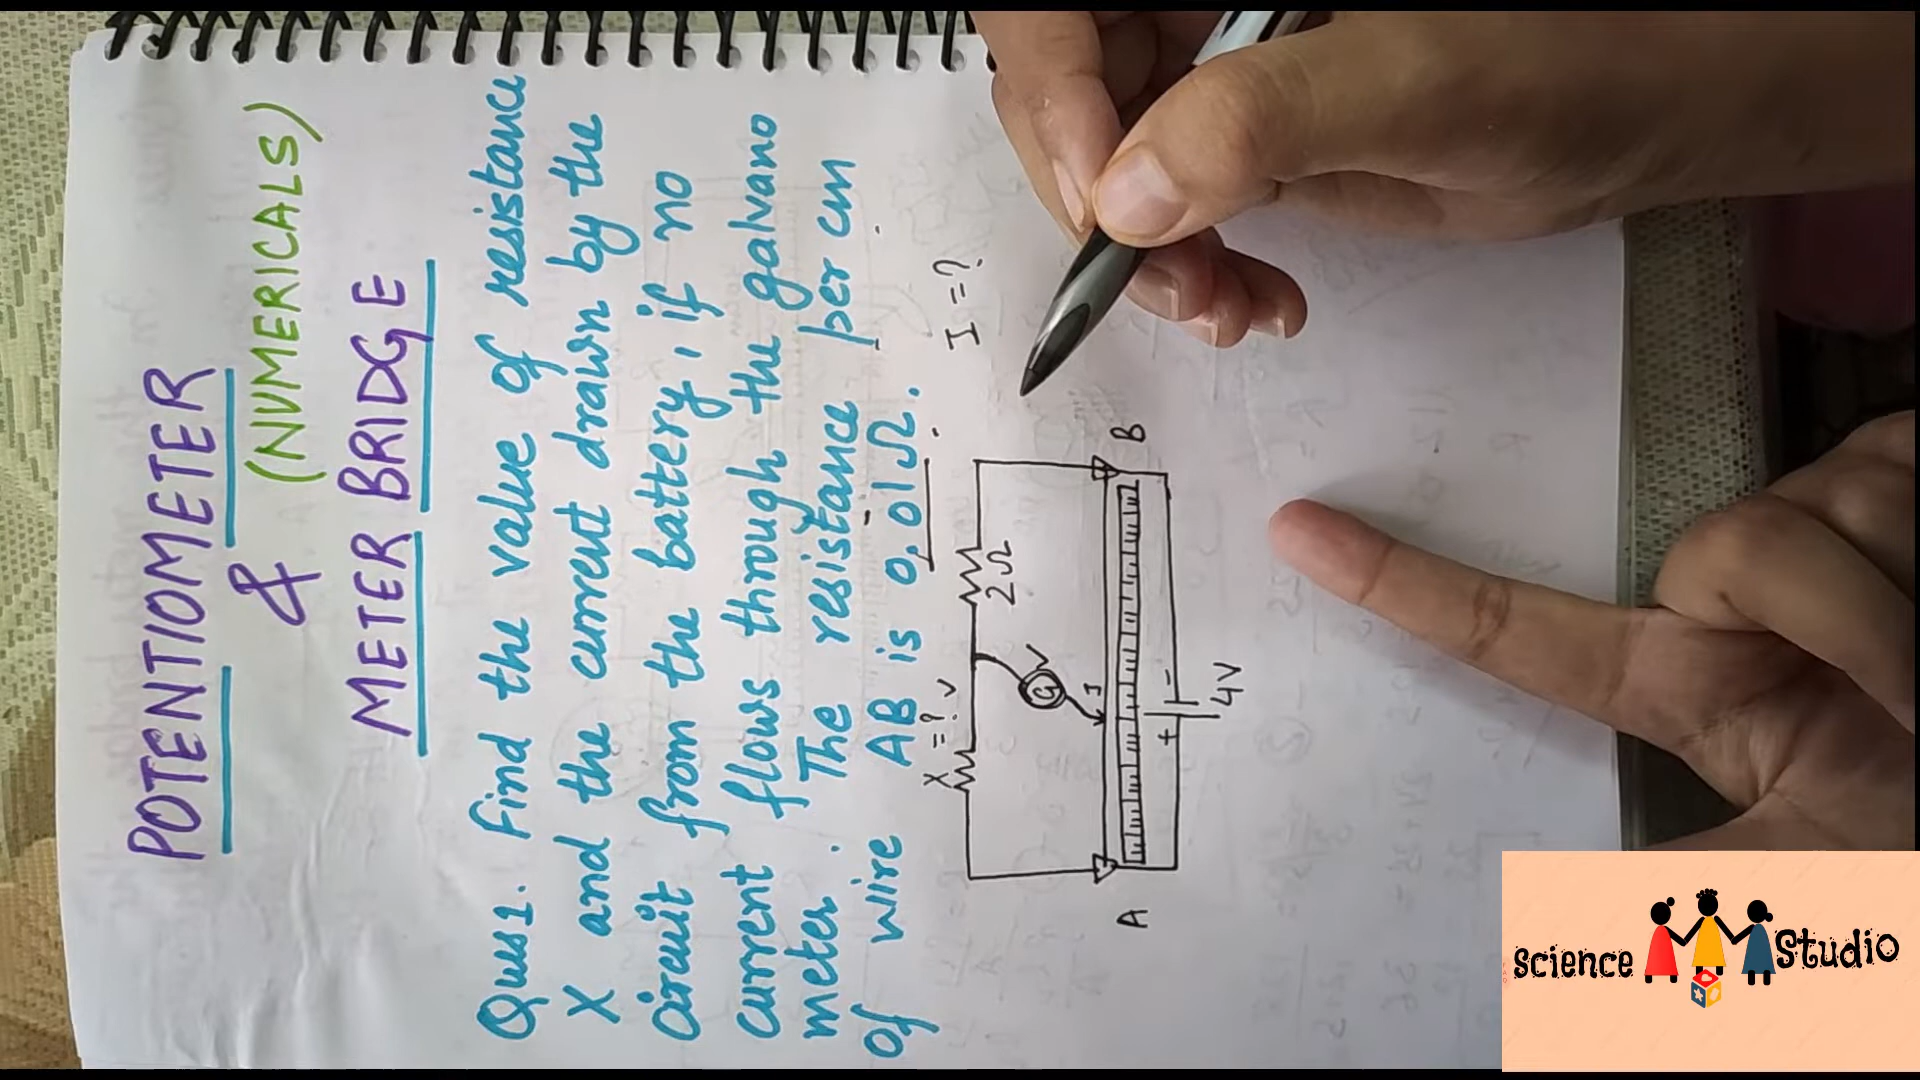 POTENTIOMETER
& (NUMERICALS)
METER BRIDGE
Ques 1. Find the value of resistance
X and the current drawn by the
circuit from the battery, if no
current flows through the galvano
meter. The resistance per cm
of wire AB is 0.01Ω.
X = ?
I = ?
2Ω
G
J
A
B
+ -
4V
Science Studio